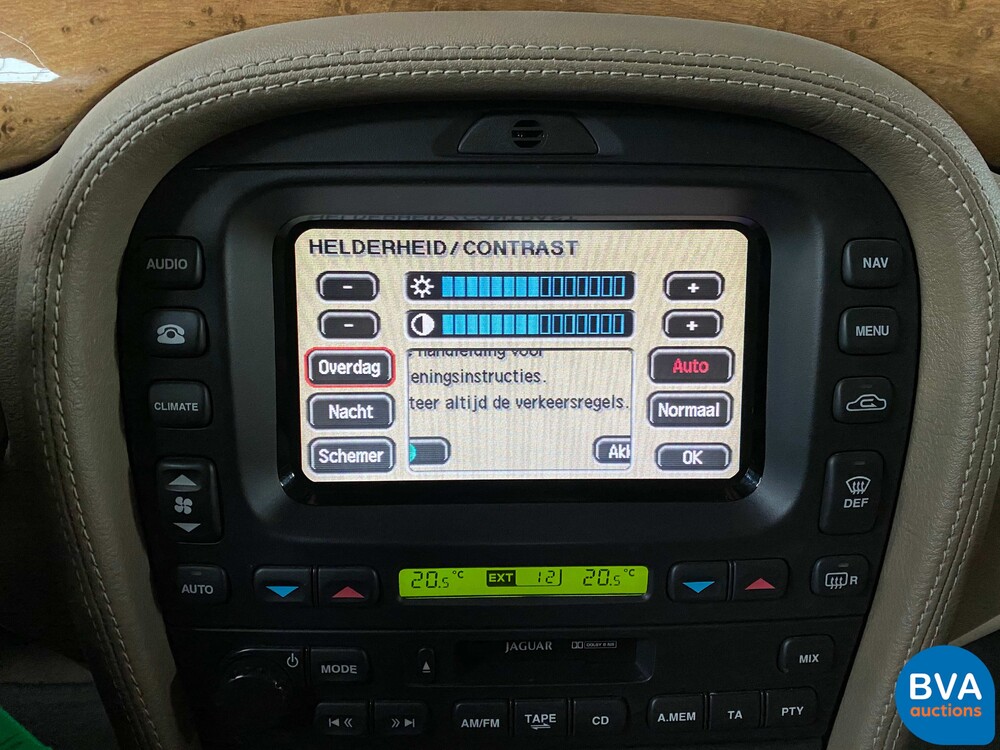 HELDERHEID/CONTRAST
- +
- +
Overdag
handleiding voor
Auto
eningsinstructies.
Nacht
teer altijd de verkeersregels.
Normaal
Schemer
Akk
OK
AUDIO
NAV
MENU
CLIMATE
DEF
AUTO
20.5°C EXT 20.5°C
R
JAGUAR
MODE
MIX
AM/FM
TAPE
CD
A.MEM
TA
PTY
BVA
auctions